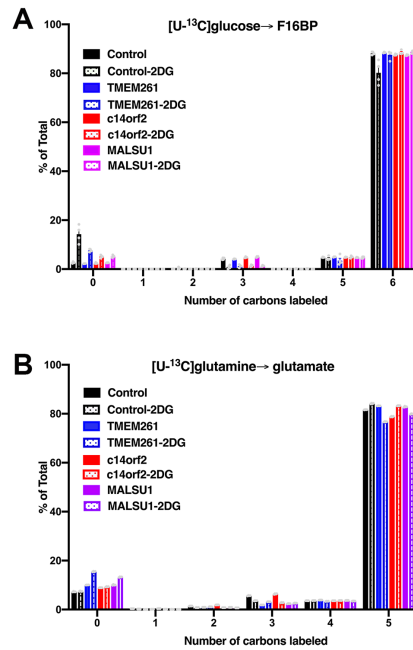 A
[U-¹³C]glucose→ F16BP
Control
Control-2DG
TMEM261
TMEM261-2DG
c14orf2
c14orf2-2DG
MALSU1
MALSU1-2DG
% of Total
100
80
60
40
20
0
0 1 2 3 4 5 6
Number of carbons labeled
B
[U-¹³C]glutamine→ glutamate
Control
Control-2DG
TMEM261
TMEM261-2DG
c14orf2
c14orf2-2DG
MALSU1
MALSU1-2DG
% of Total
100
80
60
40
20
0
0 1 2 3 4 5
Number of carbons labeled